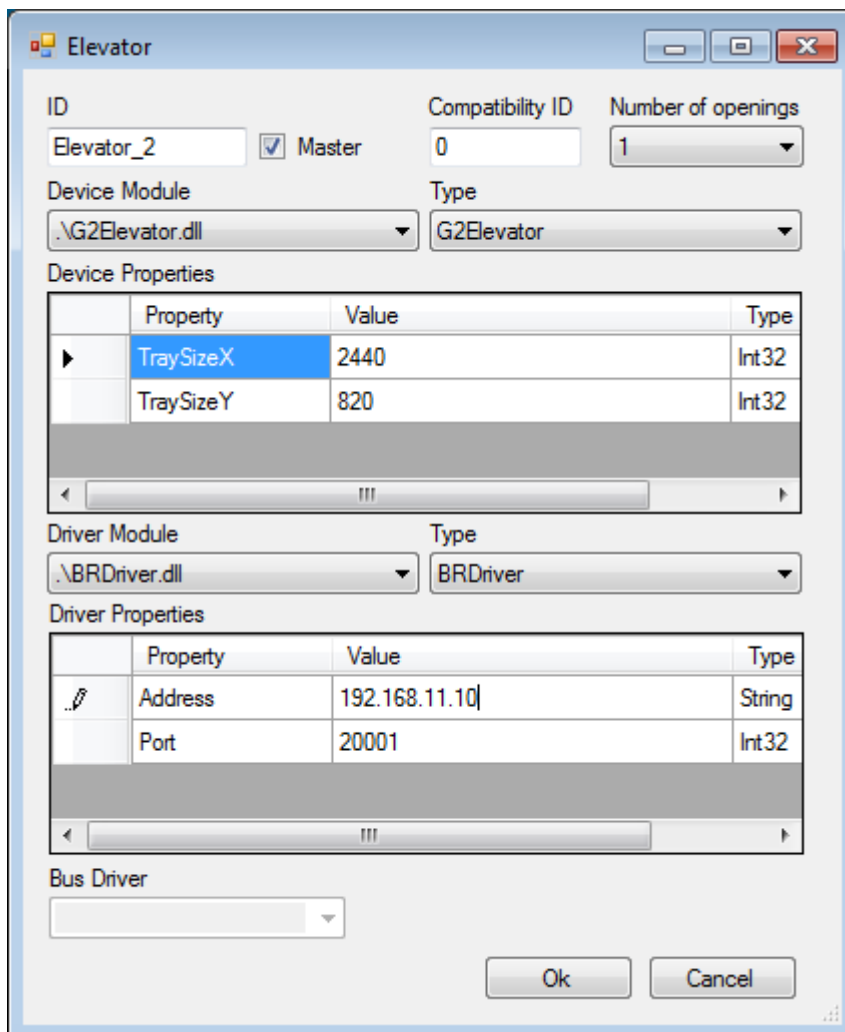 Elevator
ID Compatibility ID Number of openings
Elevator_2 Master 0 1
Device Module Type
.\G2Elevator.dll G2Elevator
Device Properties
Property Value Type
TraySizeX 2440 Int32
TraySizeY 820 Int32
Driver Module Type
.\BRDriver.dll BRDriver
Driver Properties
Property Value Type
Address 192.168.11.10 String
Port 20001 Int32
Bus Driver
Ok Cancel